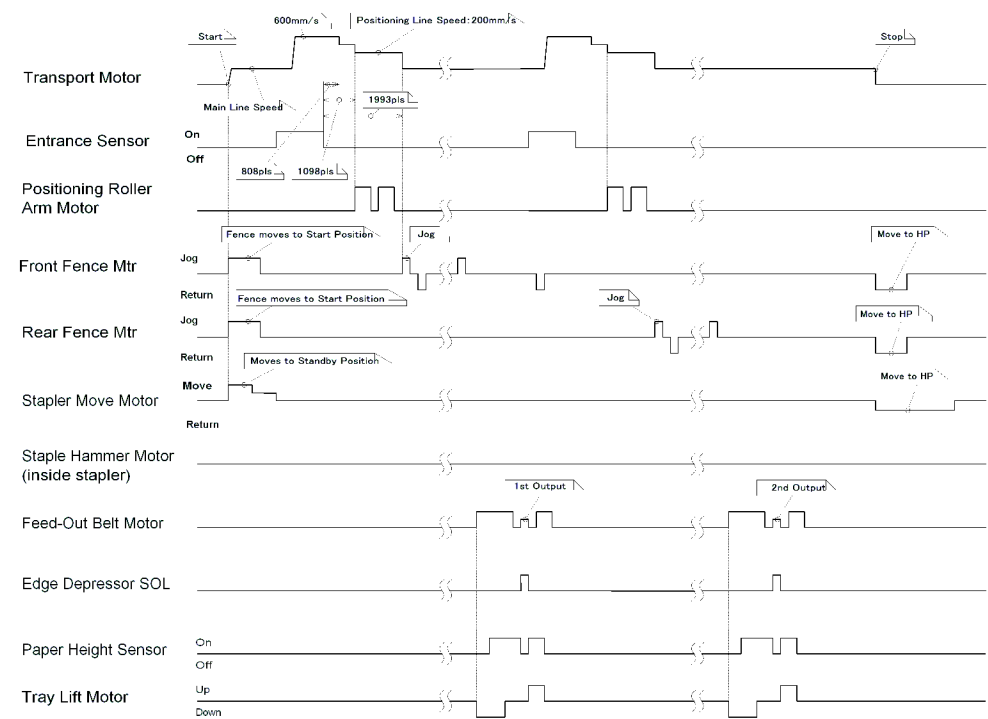 600mm/s
Positioning Line Speed:200mm/s
Start
Stop
Transport Motor
Main Line Speed
1993pls
Entrance Sensor
On
Off
808pls
1098pls
Positioning Roller
Arm Motor
Fence moves to Start Position
Jog
Move to HP
Front Fence Mtr
Jog
Return
Fence moves to Start Position
Jog
Rear Fence Mtr
Jog
Move to HP
Return
Moves to Standby Position
Move to HP
Stapler Move Motor
Move
Return
Staple Hammer Motor
(inside stapler)
1st Output
2nd Output
Feed-Out Belt Motor
Edge Depressor SOL
Paper Height Sensor
On
Off
Tray Lift Motor
Up
Down